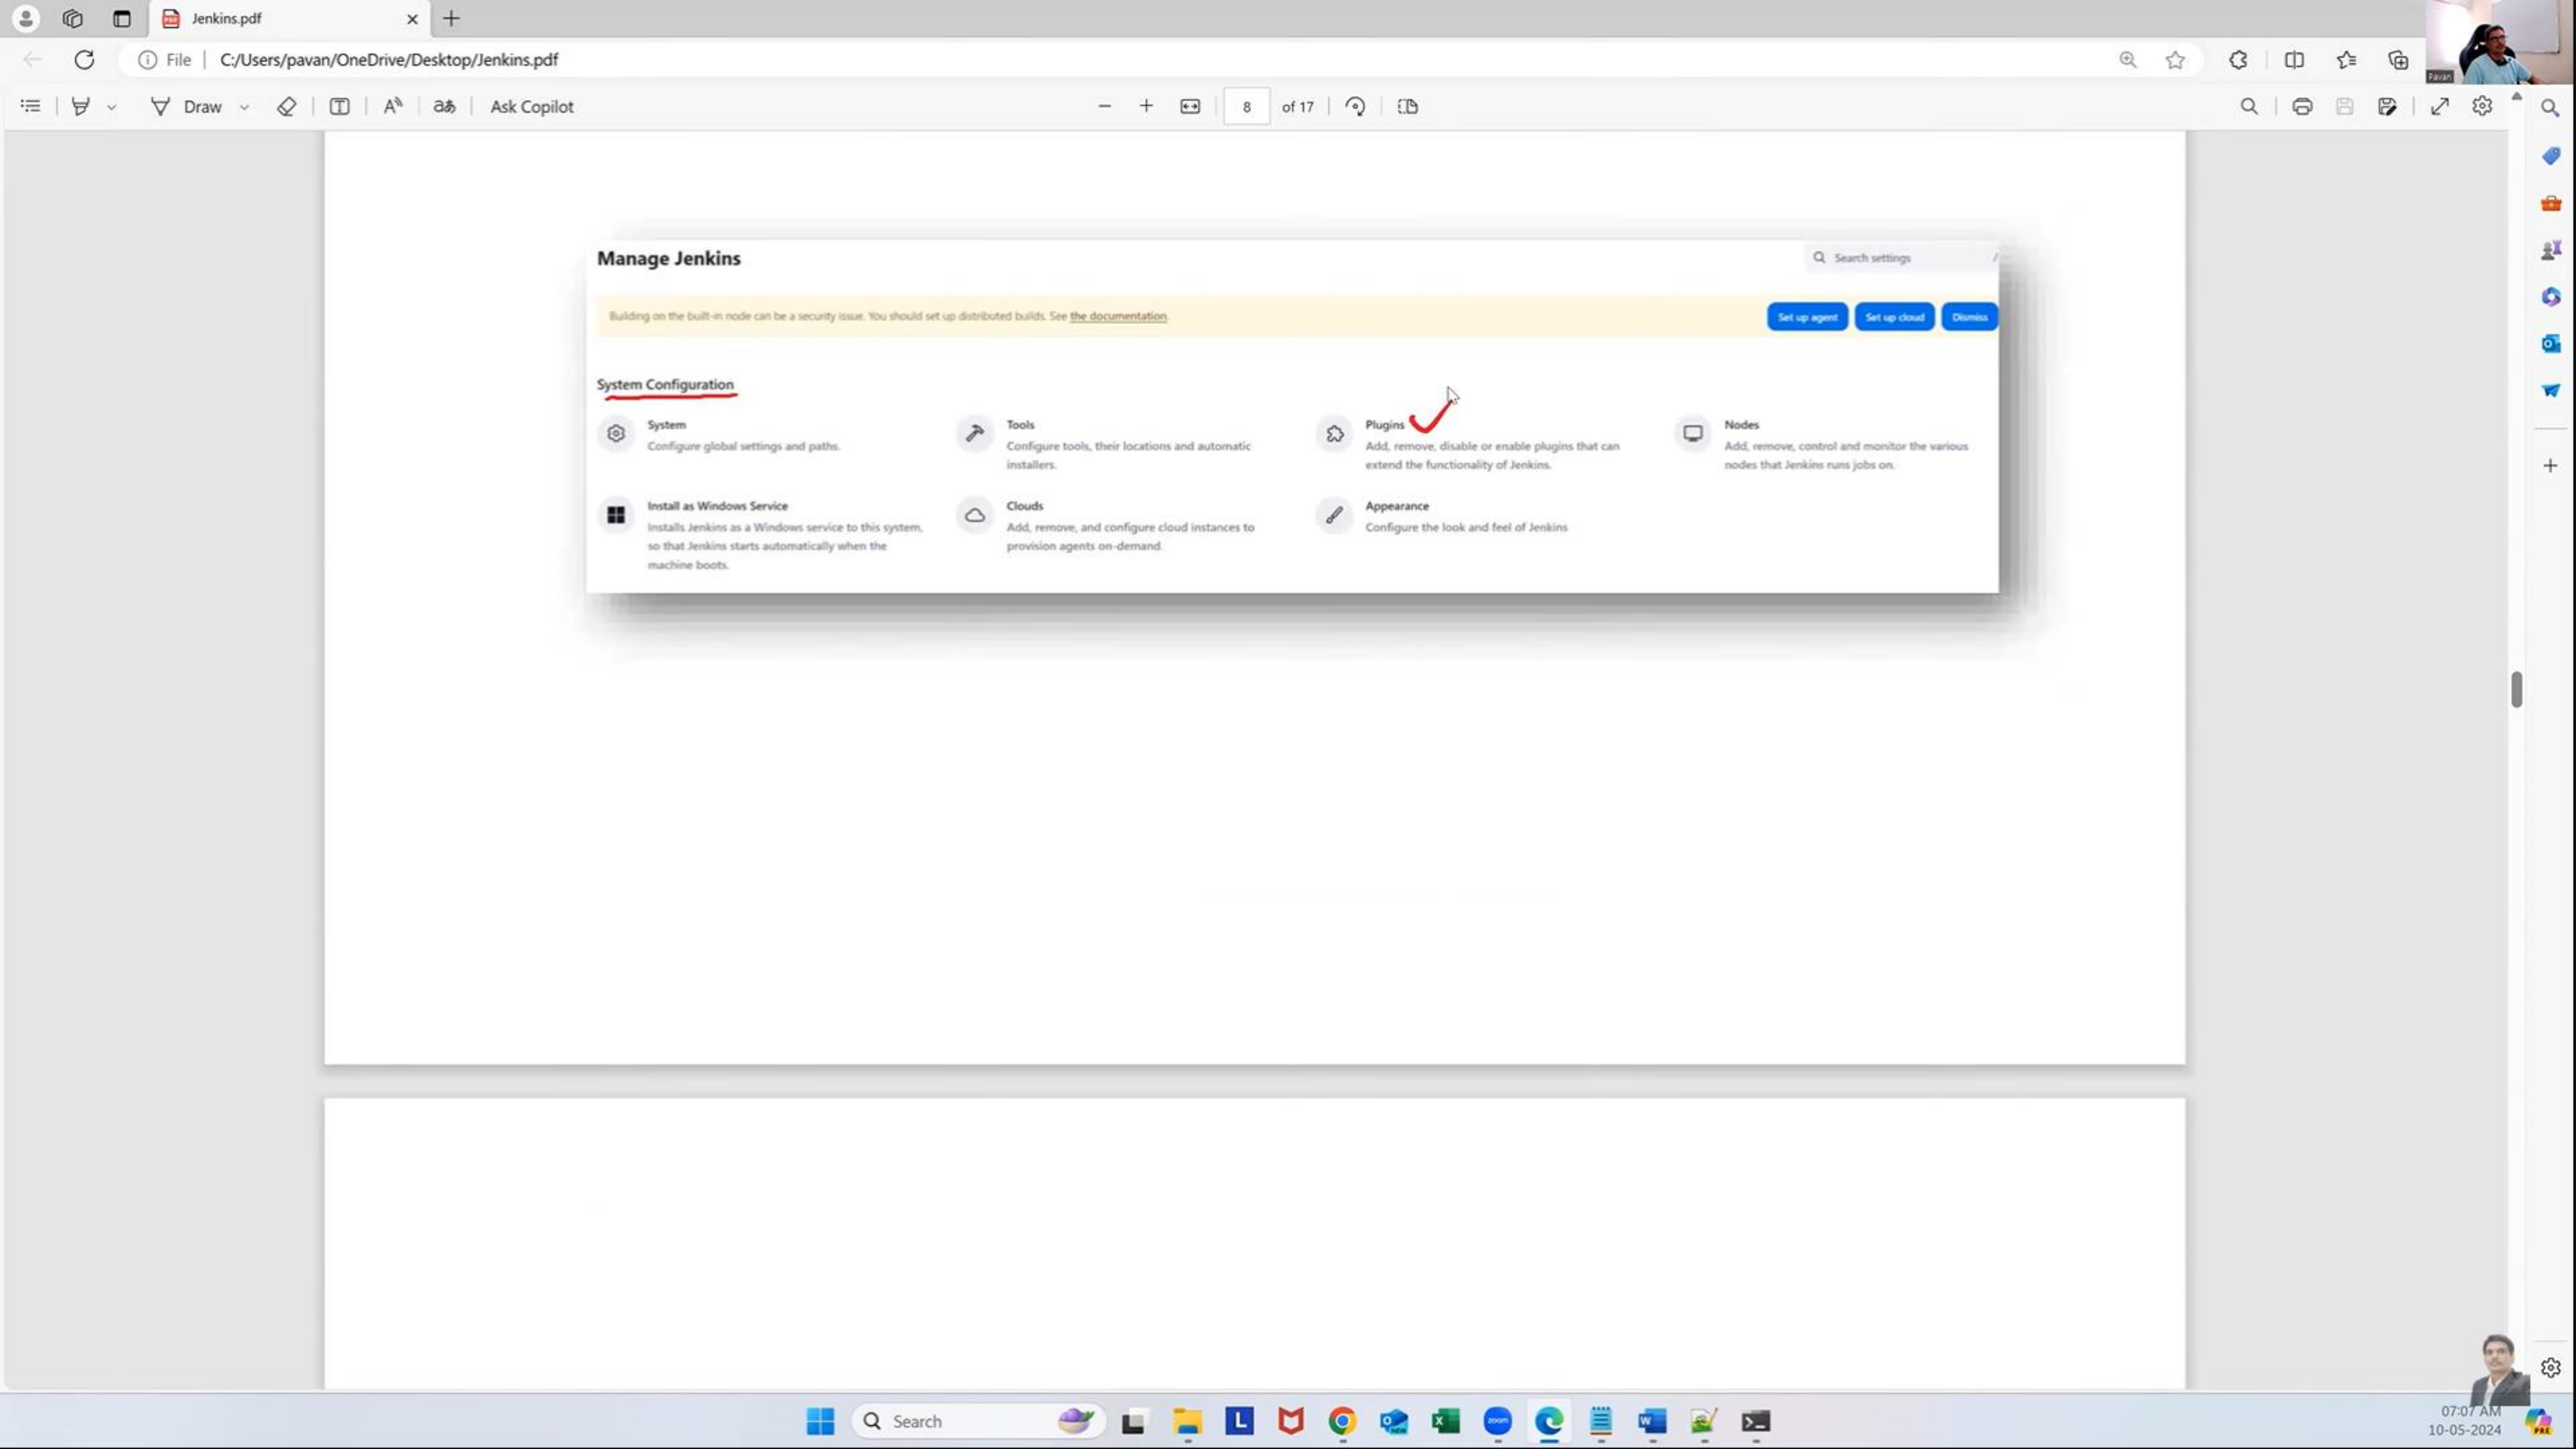 Jenkins.pdf
File
C:/Users/pavan/OneDrive/Desktop/Jenkins.pdf
Pavan
Draw
Ask Copilot
8 of 17
Manage Jenkins
Search settings /
Building on the built-in node can be a security issue. You should set up distributed builds. See the documentation.
Set up agent
Set up cloud
Dismiss
System Configuration
System
Configure global settings and paths.
Tools
Configure tools, their locations and automatic
installers.
Plugins
Add, remove, disable or enable plugins that can
extend the functionality of Jenkins.
Nodes
Add, remove, control and monitor the various
nodes that Jenkins runs jobs on.
Install as Windows Service
Installs Jenkins as a Windows service to this system,
so that Jenkins starts automatically when the
machine boots.
Clouds
Add, remove, and configure cloud instances to
provision agents on-demand.
Appearance
Configure the look and feel of Jenkins
Search
L
zoom
07:07 AM
10-05-2024
PRE